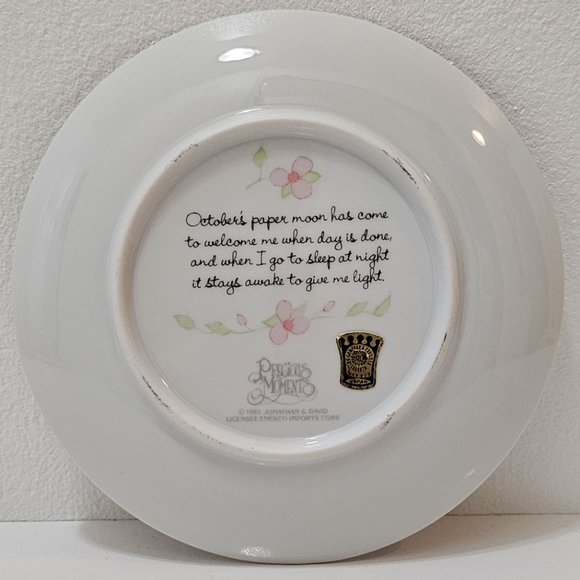 October's paper moon has come
to welcome me when day is done,
and when I go to sleep at night
it stays awake to give me light.
PRECIOUS
MOMENTS
© 1983 JONATHAN & DAVID
LICENSEE ENESCO IMPORTS CORP.
JAPAN